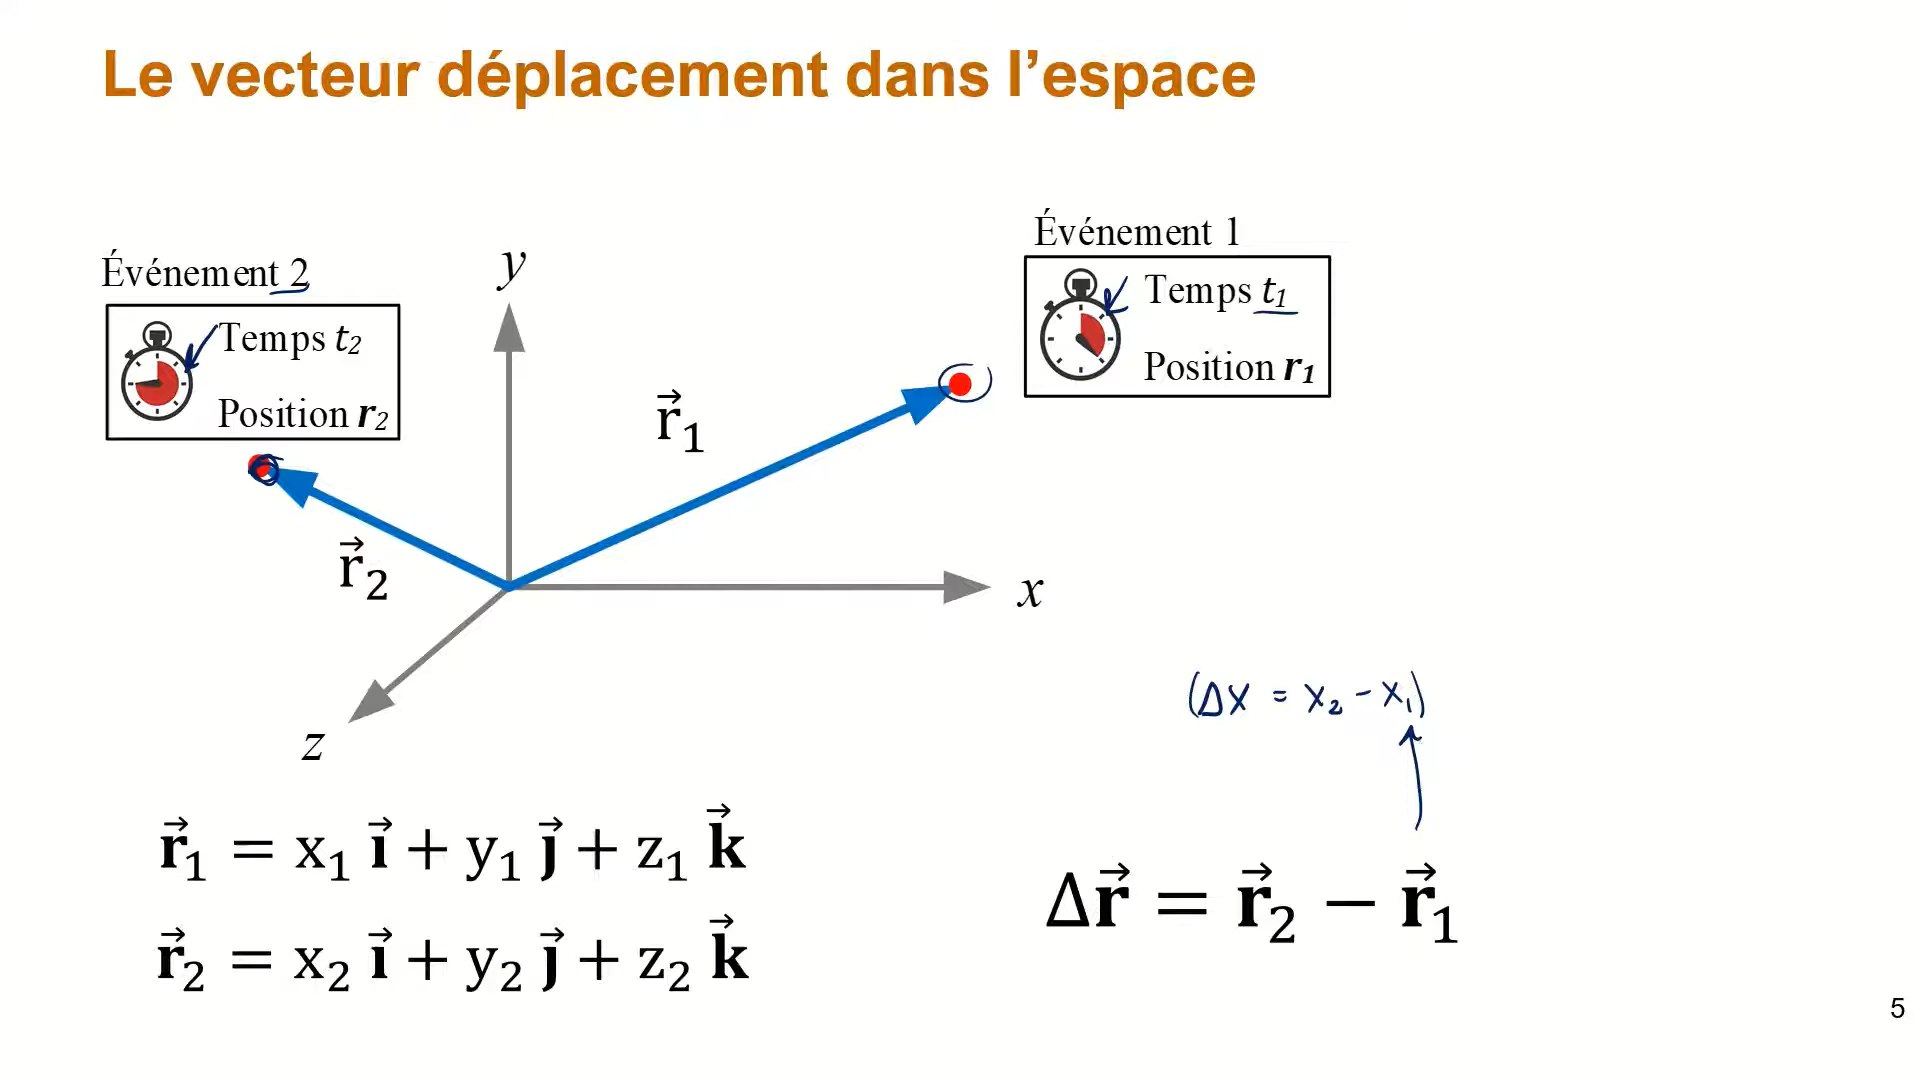 Le vecteur déplacement dans l’espace
Événement 1
Temps t₁
Position r₁
Événement 2
Temps t₂
Position r₂
y
r⃗₁
r⃗₂
x
z
(Δx = x₂ − x₁)
r⃗₁ = x₁ i⃗ + y₁ j⃗ + z₁ k⃗
r⃗₂ = x₂ i⃗ + y₂ j⃗ + z₂ k⃗
Δr⃗ = r⃗₂ − r⃗₁
5